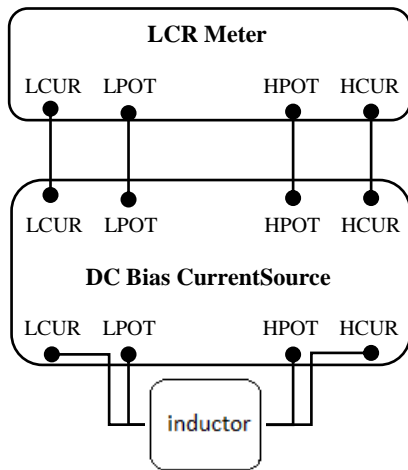 LCR Meter
LCUR LPOT HPOT HCUR
LCUR LPOT HPOT HCUR
DC Bias CurrentSource
LCUR LPOT HPOT HCUR
inductor